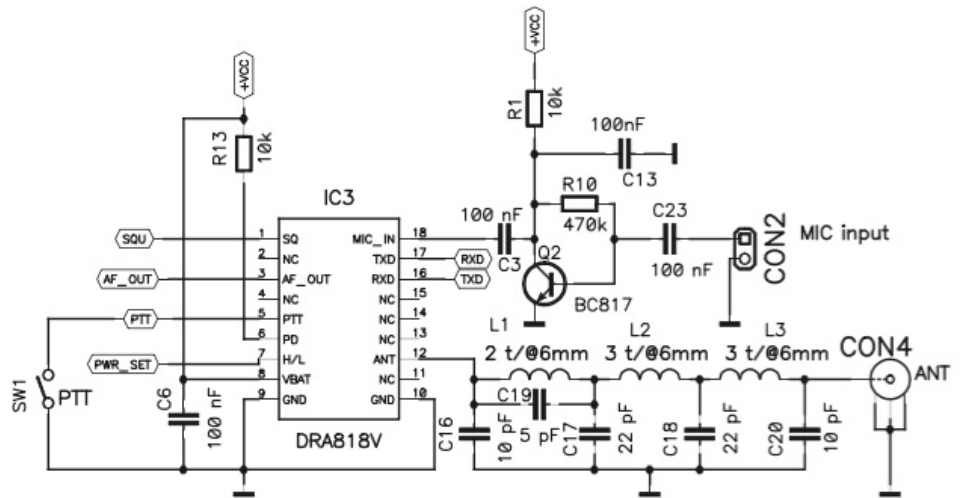 +VCC
+VCC
R1
10k
100nF
C13
R13
10k
IC3
R10
470k
C23
100 nF
CON2
MIC input
100 nF
C3
Q2
BC817
SQU
1
SQ
MIC_IN
18
2
NC
TXD
17
RXD
AF_OUT
3
AF_OUT
RXD
16
TXD
4
NC
NC
15
PTT
5
PTT
NC
14
6
PD
NC
13
PWR_SET
7
H/L
ANT
12
8
VBAT
NC
11
9
GND
GND
10
DRA818V
SW1
PTT
C6
100 nF
L1
2 t/@6mm
L2
3 t/@6mm
L3
3 t/@6mm
CON4
ANT
C19
5 pF
C16
10 pF
C17
22 pF
C18
22 pF
C20
10 pF